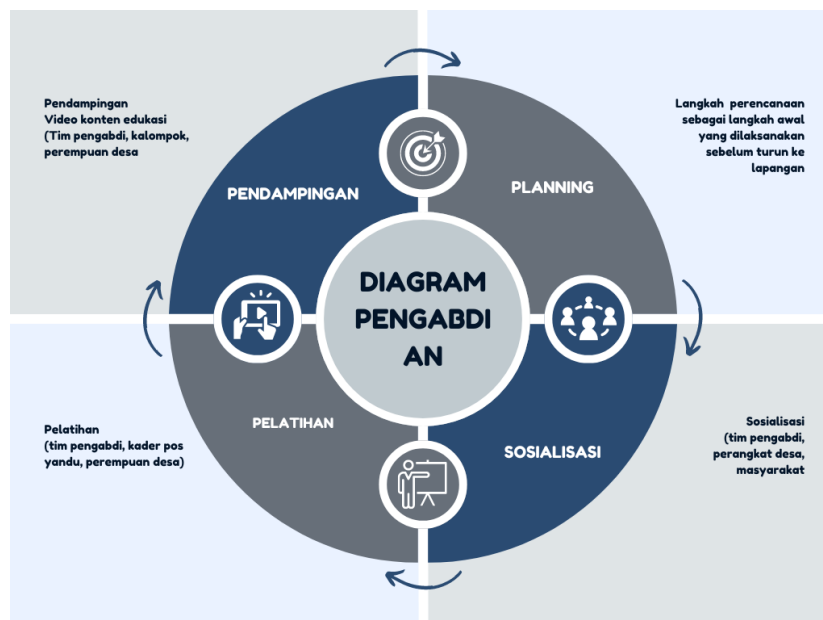 Pendampingan
Video konten edukasi
(Tim pengabdi, kalompok,
perempuan desa
Langkah perencanaan
sebagai langkah awal
yang dilaksanakan
sebelum turun ke
lapangan
PENDAMPINGAN
PLANNING
DIAGRAM
PENGABDI
AN
PELATIHAN
SOSIALISASI
Pelatihan
(tim pengabdi, kader pos
yandu, perempuan desa)
Sosialisasi
(tim pengabdi,
perangkat desa,
masyarakat